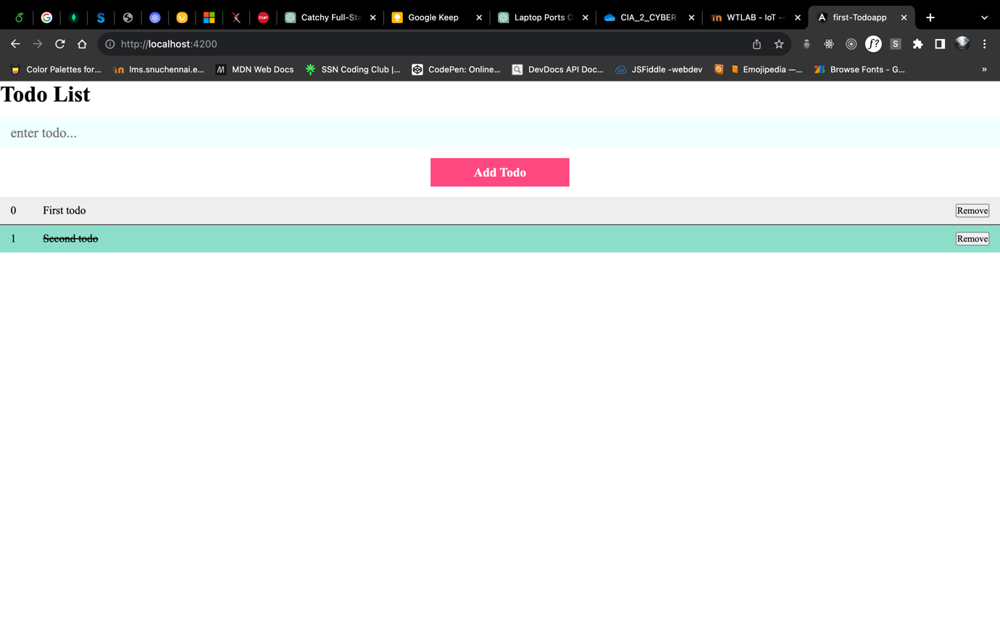 TUP Catchy Full-Sta Google Keep Laptop Ports O CIA_2_CYBER WTLAB - IoT -- first-Todoapp
http://localhost:4200 f? S
Color Palettes for... lms.snuchennai.e... MDN Web Docs SSN Coding Club |... CodePen: Online... DevDocs API Doc... JSFiddle -webdev Emojipedia —... Browse Fonts - G... »
Todo List
enter todo...
Add Todo
0 First todo Remove
1 Second todo Remove